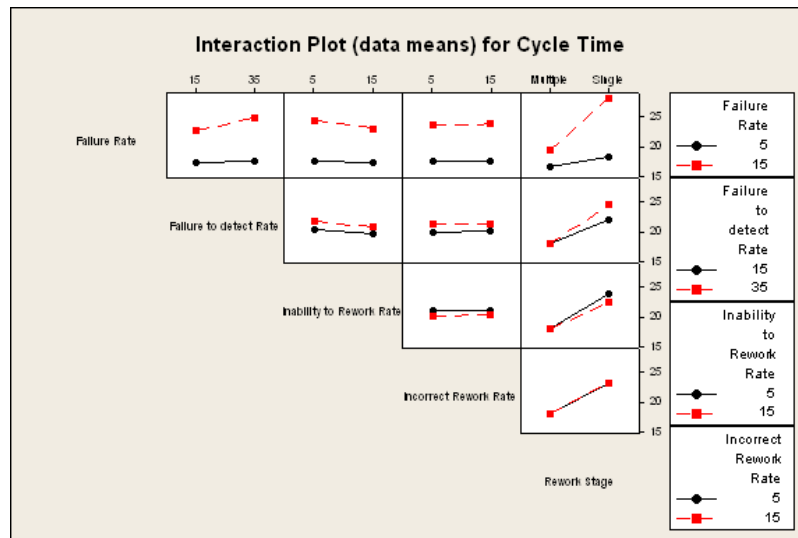 Interaction Plot (data means) for Cycle Time
15 35 5 15 5 15 Multiple Single
Failure Rate
25
20
15
Failure to detect Rate
25
20
15
Inability to Rework Rate
25
20
15
Incorrect Rework Rate
25
20
15
Rework Stage
Failure
Rate
5
15
Failure
to
detect
Rate
15
35
Inability
to
Rework
Rate
5
15
Incorrect
Rework
Rate
5
15